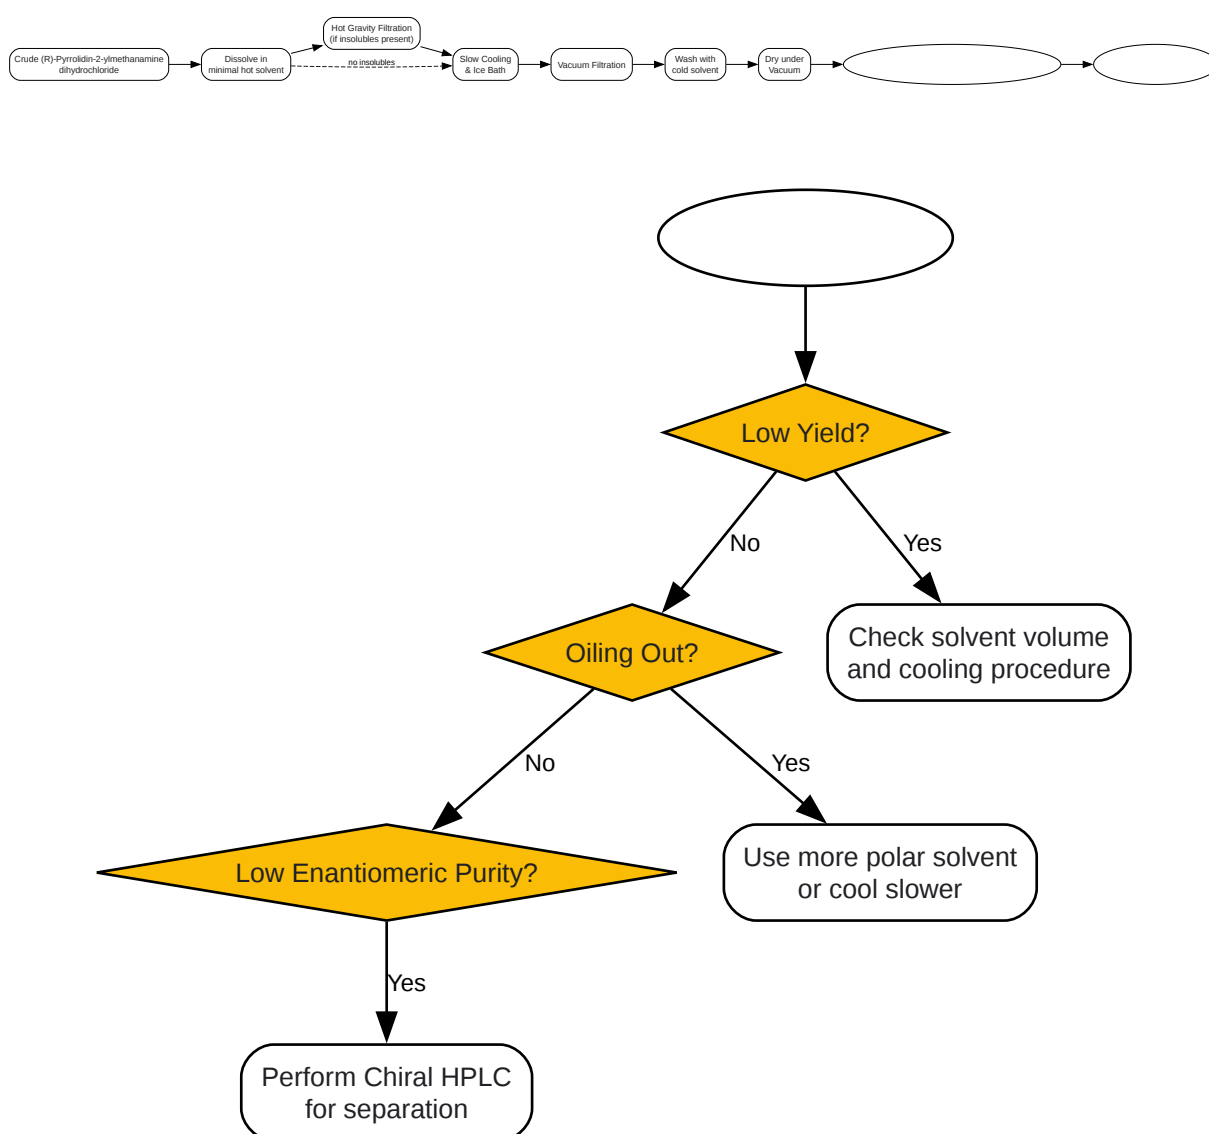 Crude (R)-Pyrrolidin-2-ylmethanamine
dihydrochloride
Dissolve in
minimal hot solvent
Hot Gravity Filtration
(if insolubles present)
no insolubles
Slow Cooling
& Ice Bath
Vacuum Filtration
Wash with
cold solvent
Dry under
Vacuum
Low Yield?
No
Yes
Oiling Out?
Check solvent volume
and cooling procedure
No
Yes
Low Enantiomeric Purity?
Use more polar solvent
or cool slower
Yes
Perform Chiral HPLC
for separation